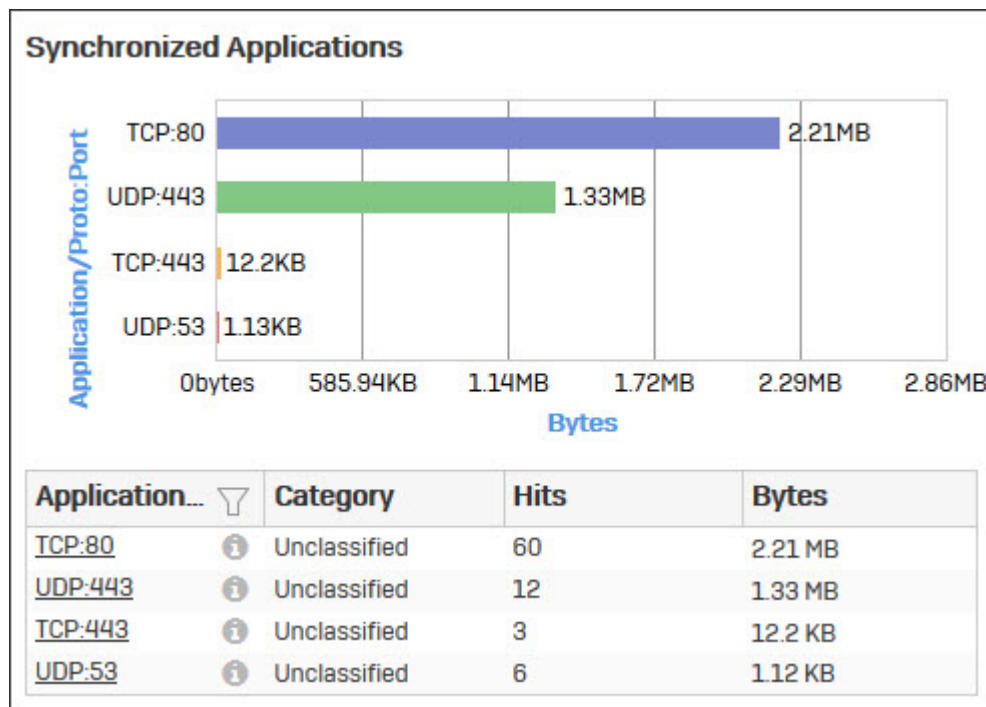 Synchronized Applications
Application/Proto:Port
TCP:80 2.21MB
UDP:443 1.33MB
TCP:443 12.2KB
UDP:53 1.13KB
0bytes 585.94KB 1.14MB 1.72MB 2.29MB 2.86MB
Bytes
Application... Category Hits Bytes
TCP:80 Unclassified 60 2.21 MB
UDP:443 Unclassified 12 1.33 MB
TCP:443 Unclassified 3 12.2 KB
UDP:53 Unclassified 6 1.12 KB